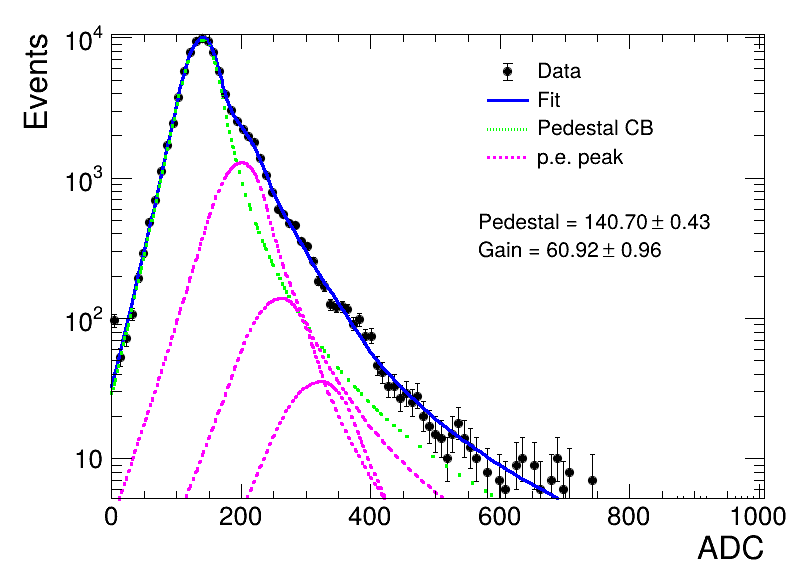 Events
10⁴
10³
10²
10
Data
Fit
Pedestal CB
p.e. peak
Pedestal = 140.70 ± 0.43
Gain = 60.92 ± 0.96
0 200 400 600 800 1000
ADC